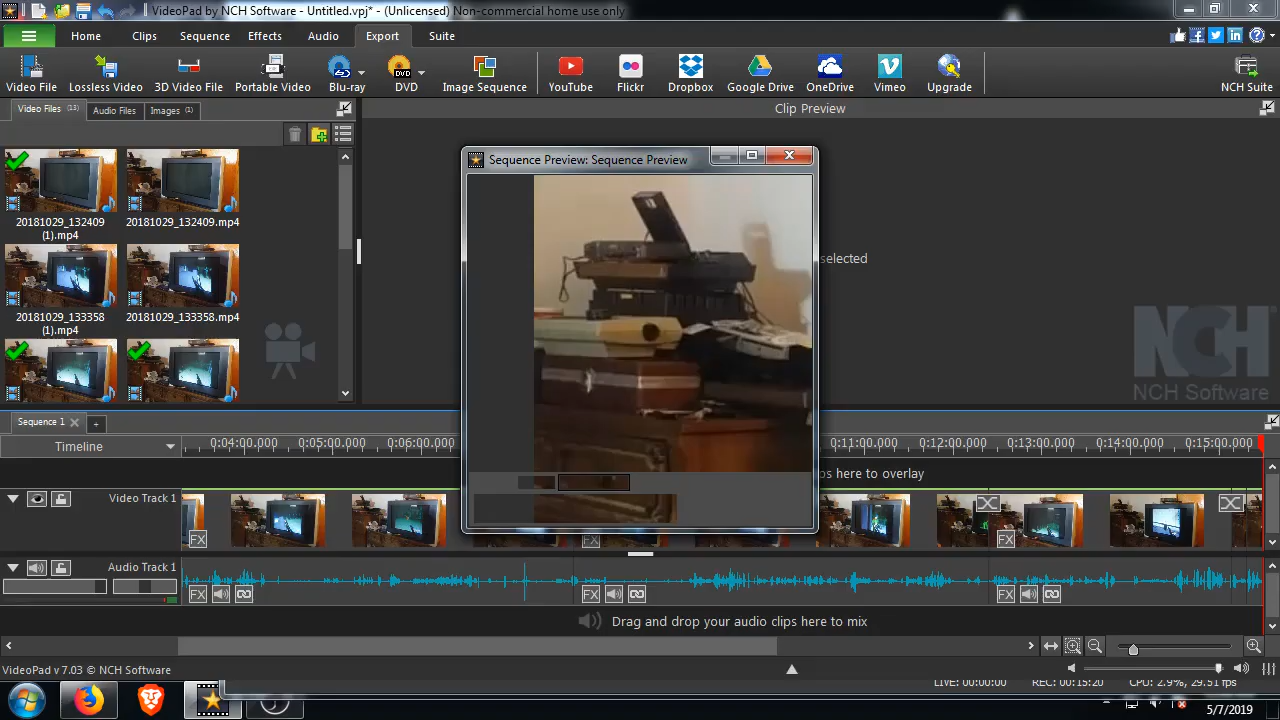 VideoPad by NCH Software - Untitled.vpj* - (Unlicensed) Non-commercial home use only
Home Clips Sequence Effects Audio Export Suite
Video File Lossless Video 3D Video File Portable Video Blu-ray DVD Image Sequence YouTube Flickr Dropbox Google Drive OneDrive Vimeo Upgrade NCH Suite
Video Files (13) Audio Files Images (1)
Clip Preview
Sequence Preview: Sequence Preview
20181029_132409 (1).mp4
20181029_132409.mp4
20181029_133358 (1).mp4
20181029_133358.mp4
selected
NCH
NCH Software
Sequence 1
Timeline
0:04:00.000 0:05:00.000 0:06:00.000 0:11:00.000 0:12:00.000 0:13:00.000 0:14:00.000 0:15:00.000
ps here to overlay
Video Track 1
FX FX FX
Audio Track 1
FX FX FX
Drag and drop your audio clips here to mix
VideoPad v 7.03 © NCH Software
LIVE: 00:00:00 REC: 00:15:20 CPU: 2.9%, 29.51 fps
5/7/2019